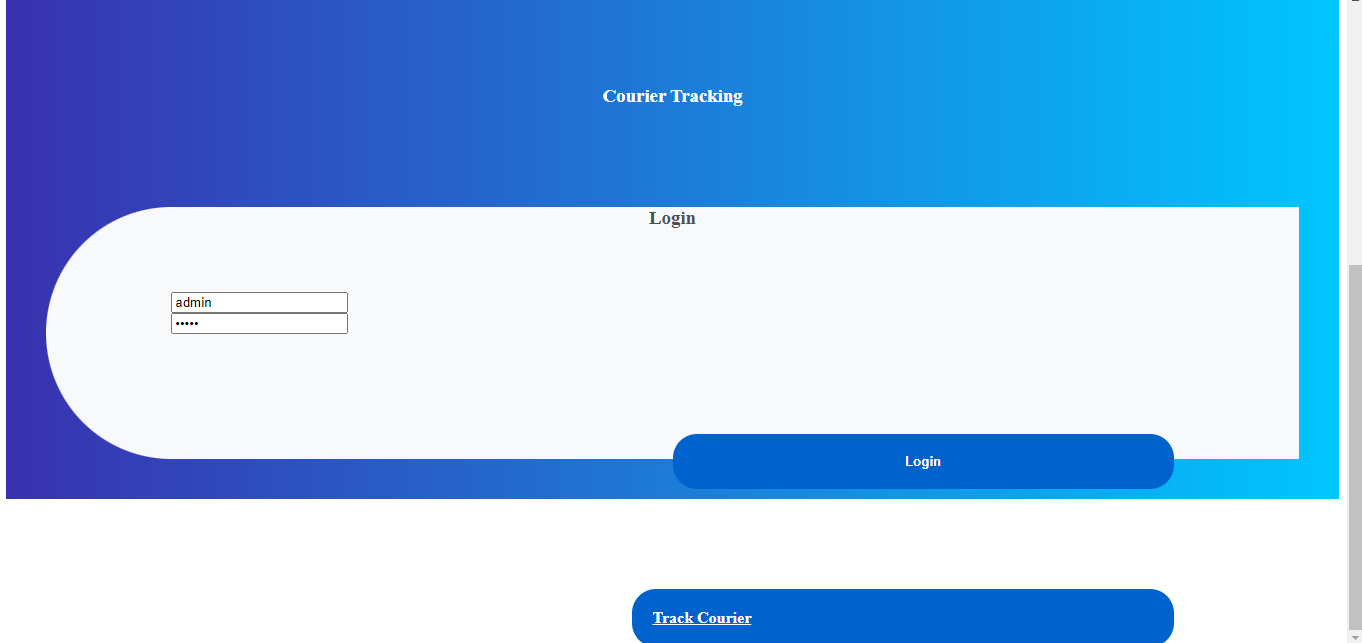 Courier Tracking
Login
admin
•••••
Login
Track Courier